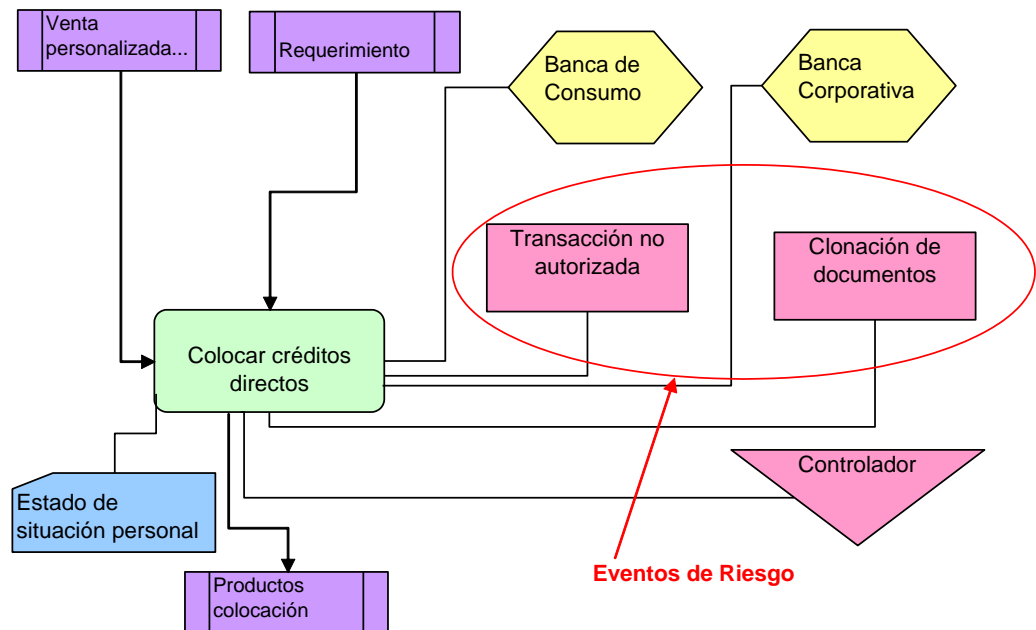 Venta
personalizada...
Requerimiento
Banca de
Consumo
Banca
Corporativa
Transacción no
autorizada
Clonación de
documentos
Colocar créditos
directos
Controlador
Estado de
situación personal
Eventos de Riesgo
Productos
colocación